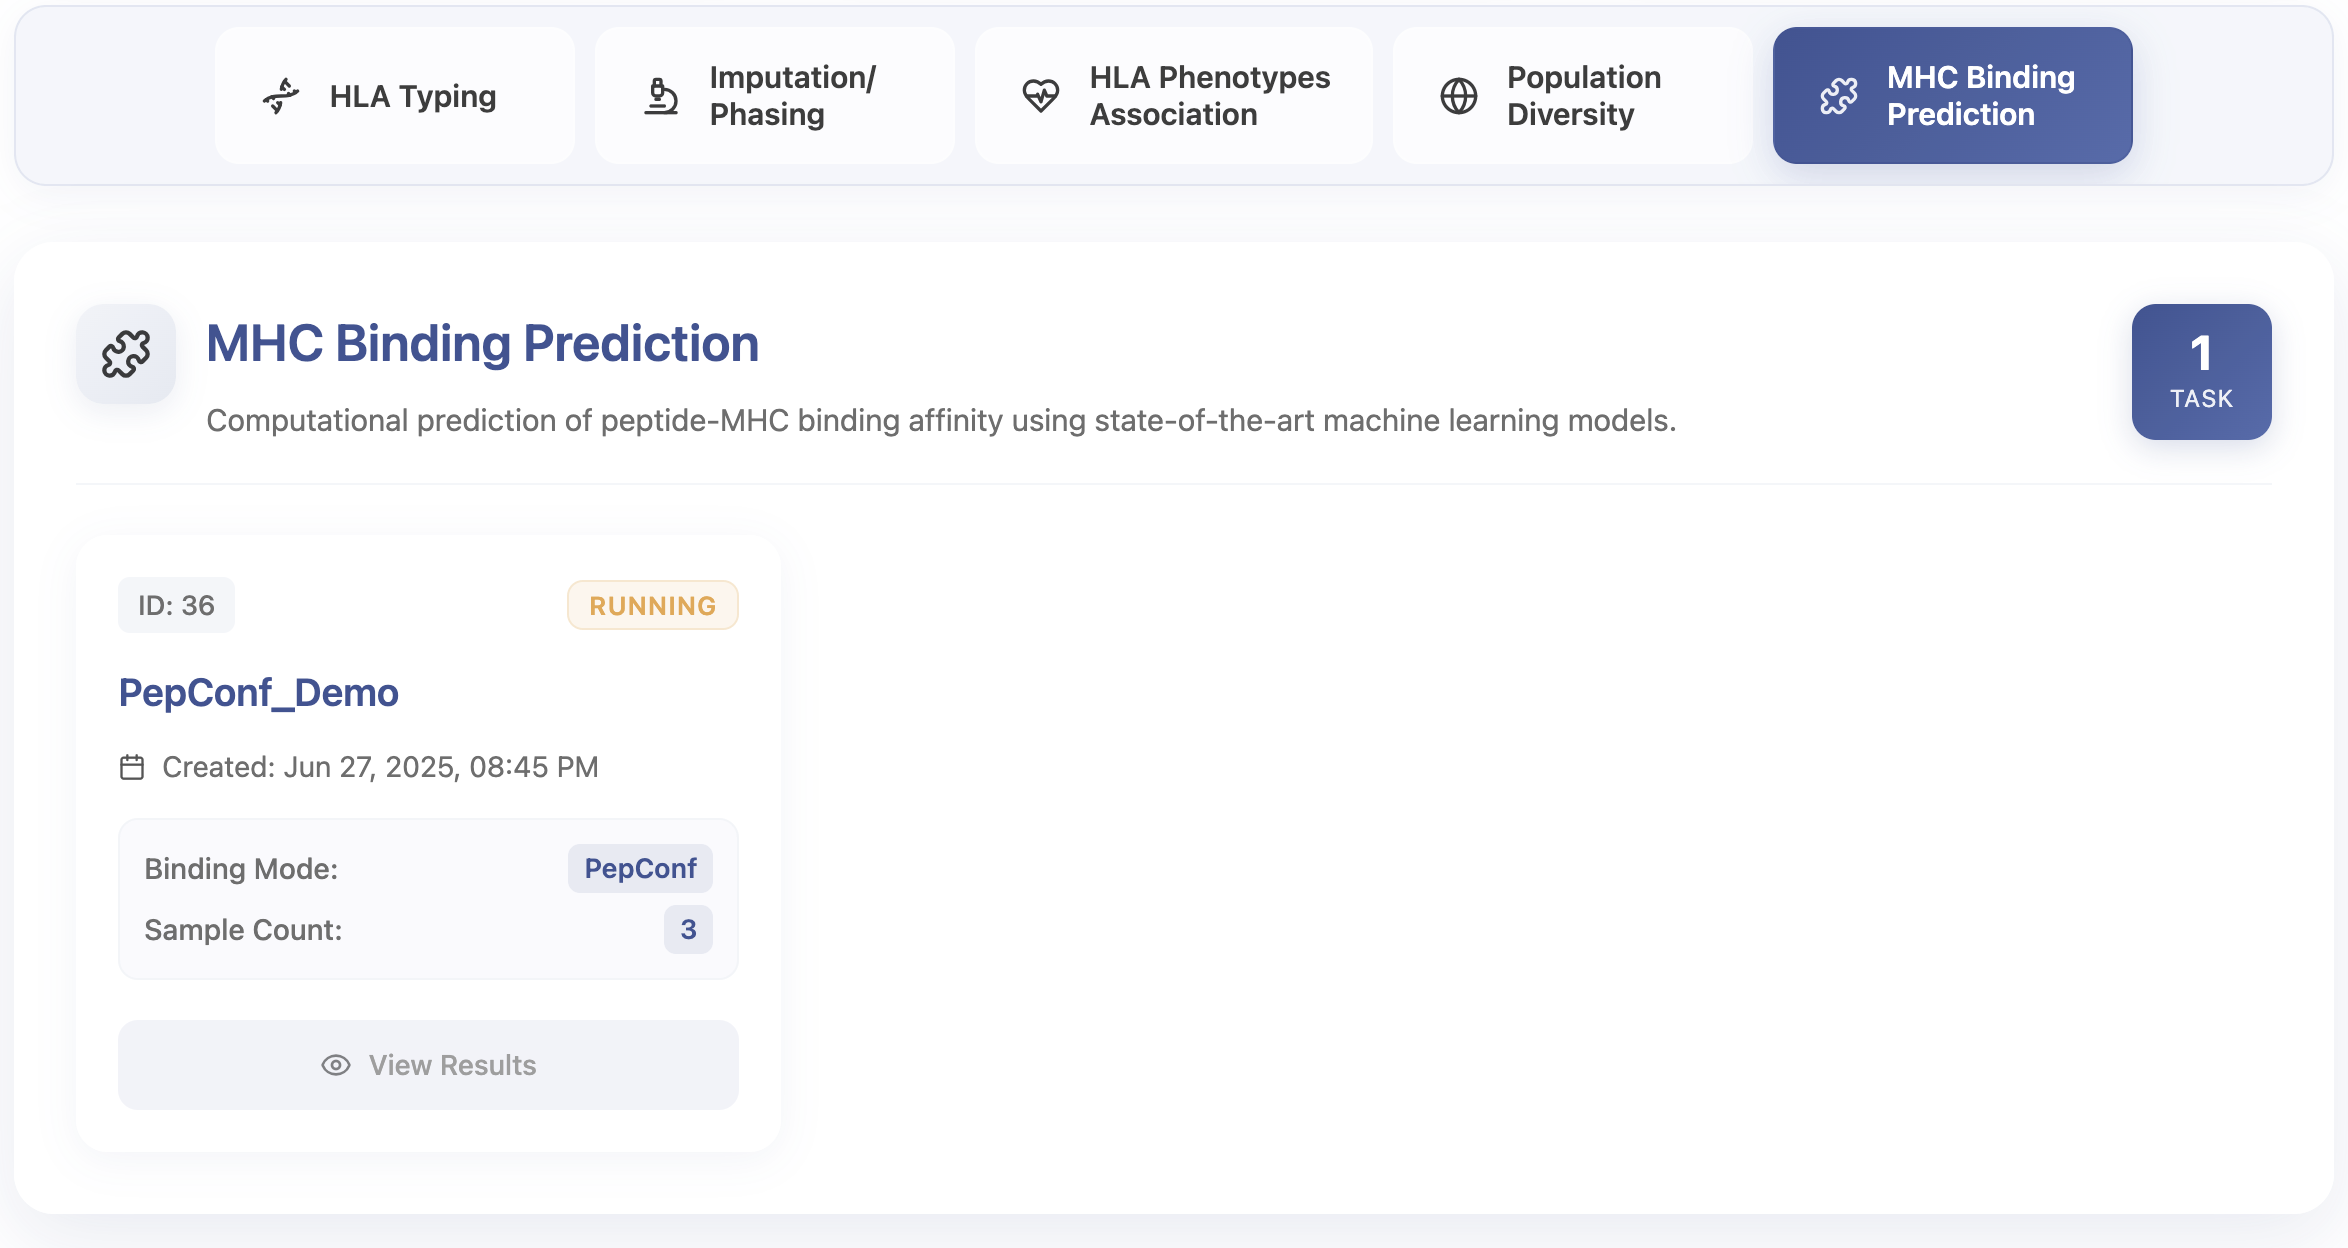 HLA Typing
Imputation/
Phasing
HLA Phenotypes
Association
Population
Diversity
MHC Binding
Prediction
MHC Binding Prediction
Computational prediction of peptide-MHC binding affinity using state-of-the-art machine learning models.
1
TASK
ID: 36
RUNNING
PepConf_Demo
Created: Jun 27, 2025, 08:45 PM
Binding Mode: PepConf
Sample Count: 3
View Results